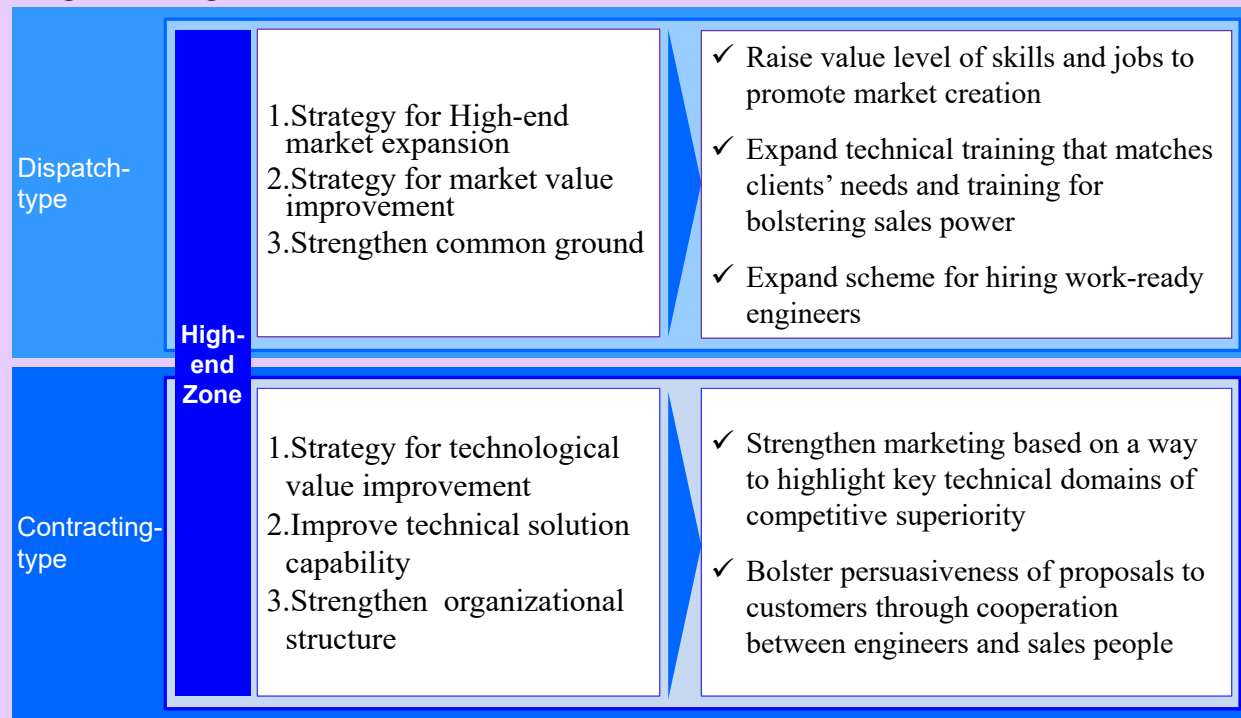 Dispatch-
type
High-
end
Zone
1.Strategy for High-end
market expansion
2.Strategy for market value
improvement
3.Strengthen common ground
✓ Raise value level of skills and jobs to
promote market creation
✓ Expand technical training that matches
clients’ needs and training for
bolstering sales power
✓ Expand scheme for hiring work-ready
engineers
Contracting-
type
1.Strategy for technological
value improvement
2.Improve technical solution
capability
3.Strengthen organizational
structure
✓ Strengthen marketing based on a way
to highlight key technical domains of
competitive superiority
✓ Bolster persuasiveness of proposals to
customers through cooperation
between engineers and sales people